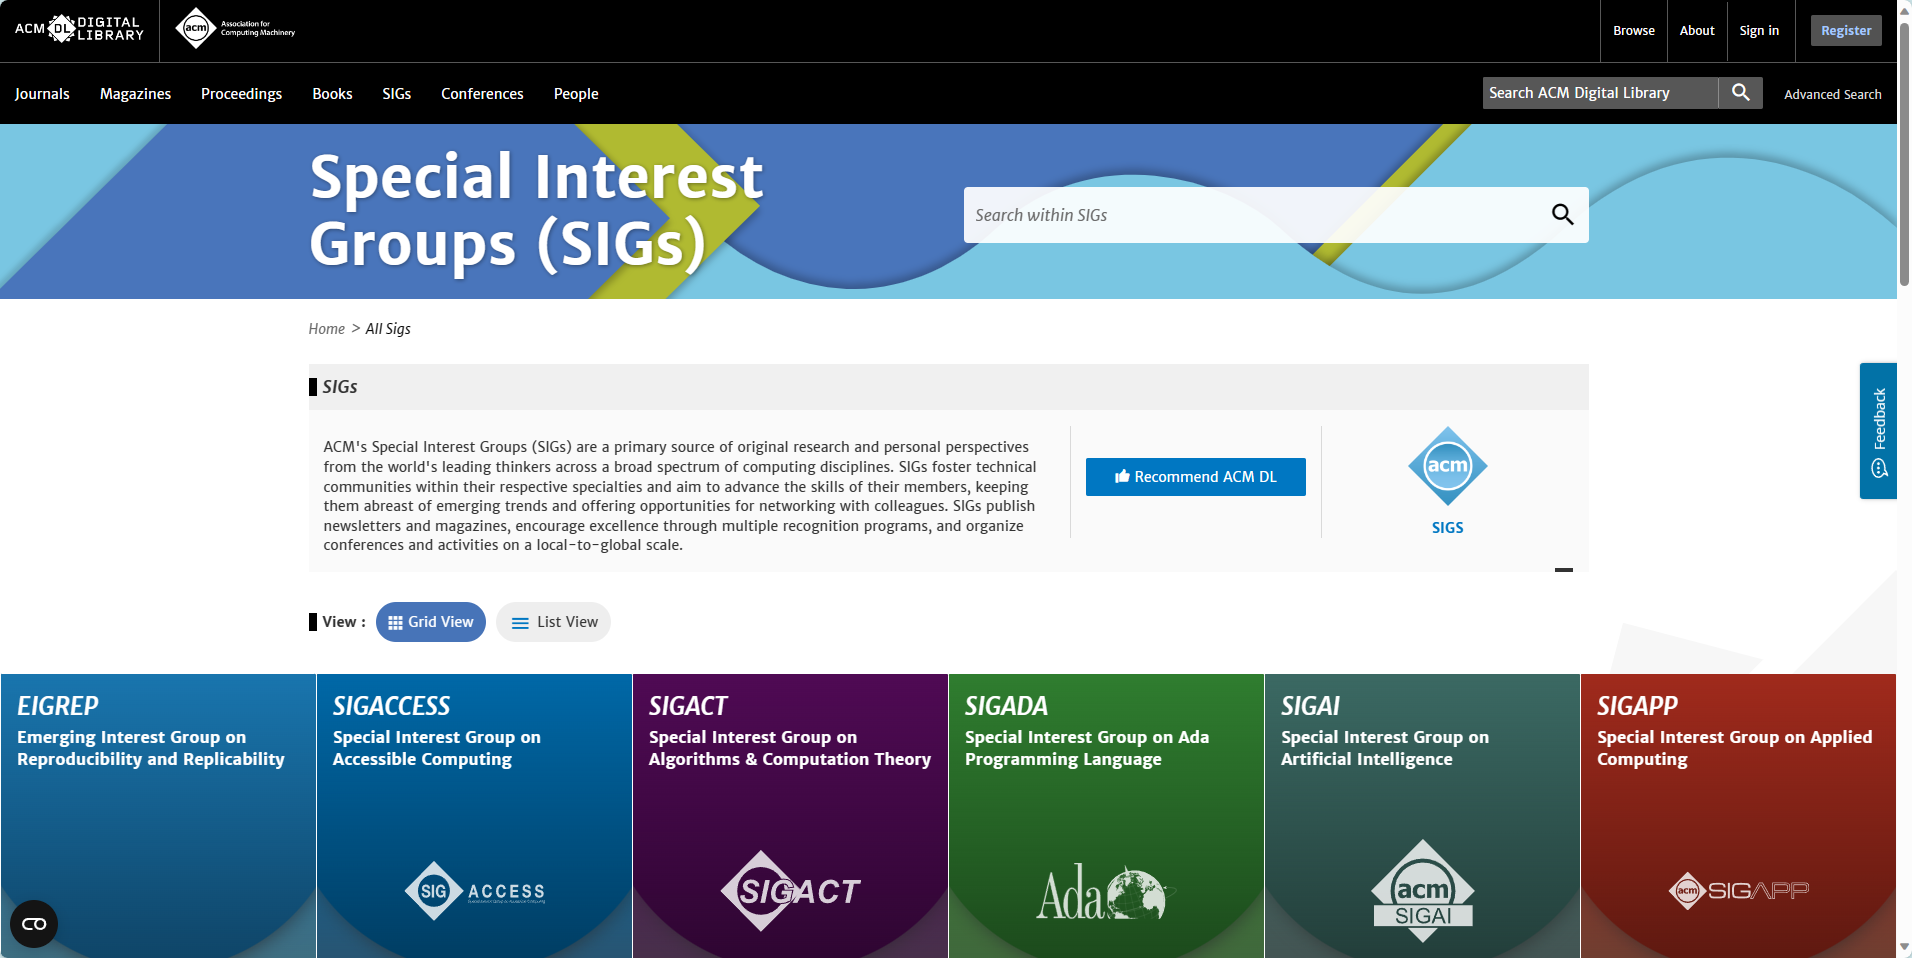 ACM DL DIGITAL LIBRARY
acm Association for Computing Machinery
Browse
About
Sign in
Register
Journals
Magazines
Proceedings
Books
SIGs
Conferences
People
Search ACM Digital Library
Advanced Search
Special Interest
Groups (SIGs)
Search within SIGs
Home > All Sigs
SIGs
ACM's Special Interest Groups (SIGs) are a primary source of original research and personal perspectives
from the world's leading thinkers across a broad spectrum of computing disciplines. SIGs foster technical
communities within their respective specialties and aim to advance the skills of their members, keeping
them abreast of emerging trends and offering opportunities for networking with colleagues. SIGs publish
newsletters and magazines, encourage excellence through multiple recognition programs, and organize
conferences and activities on a local-to-global scale.
Recommend ACM DL
acm
SIGS
Feedback
View :
Grid View
List View
EIGREP
Emerging Interest Group on
Reproducibility and Replicability
SIGACCESS
Special Interest Group on
Accessible Computing
SIG ACCESS
SIGACT
Special Interest Group on
Algorithms & Computation Theory
SIGACT
SIGADA
Special Interest Group on Ada
Programming Language
Ada
SIGAI
Special Interest Group on
Artificial Intelligence
acm
SIGAI
SIGAPP
Special Interest Group on Applied
Computing
acm SIGAPP